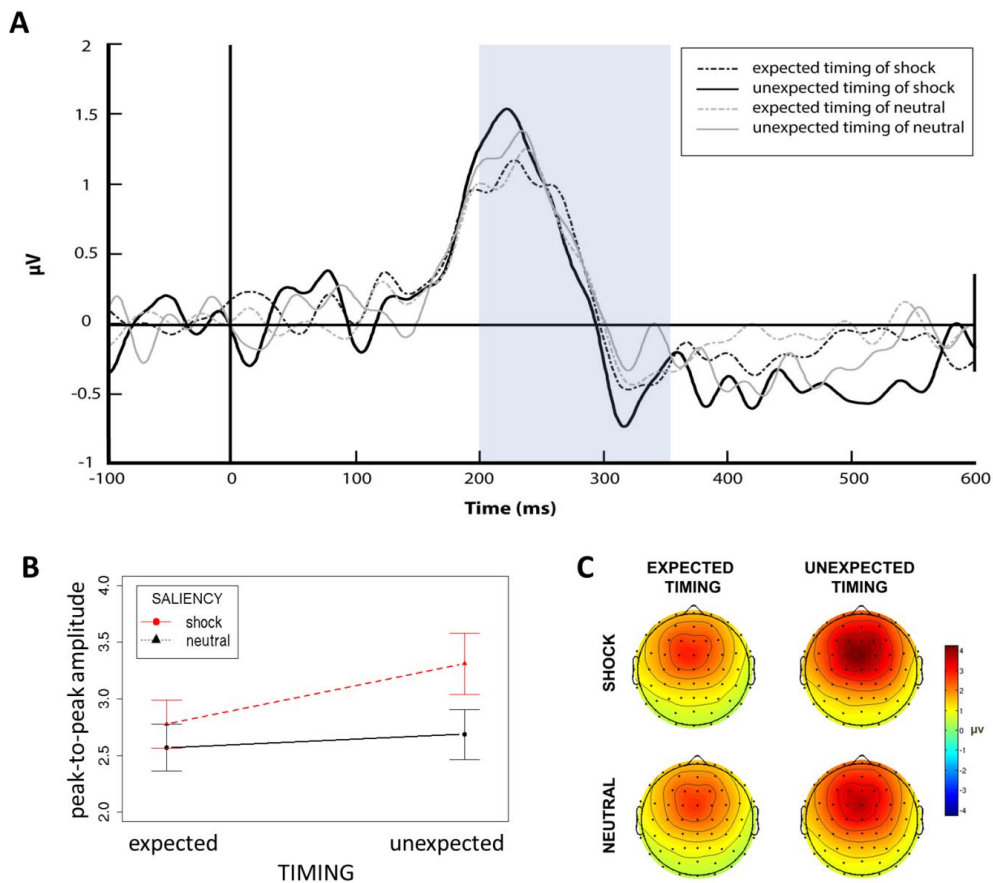 A
2
1.5
1
0.5
0
-0.5
-1
µV
-100
0
100
200
300
400
500
600
Time (ms)
expected timing of shock
unexpected timing of shock
expected timing of neutral
unexpected timing of neutral
B
peak-to-peak amplitude
4.0
3.5
3.0
2.5
2.0
SALIENCY
shock
neutral
expected
unexpected
TIMING
C
EXPECTED
TIMING
UNEXPECTED
TIMING
SHOCK
NEUTRAL
4
3
2
1
0
-1
-2
-3
-4
µv